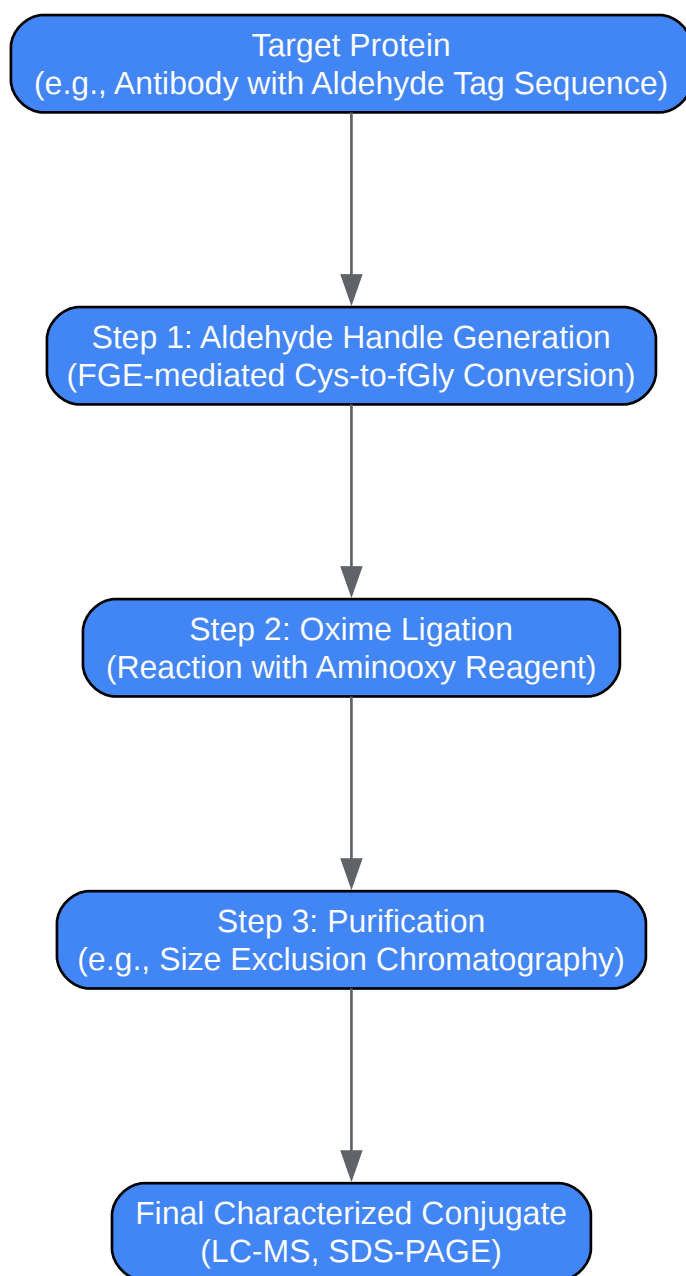 Target Protein
(e.g., Antibody with Aldehyde Tag Sequence)
Step 1: Aldehyde Handle Generation
(FGE-mediated Cys-to-fGly Conversion)
Step 2: Oxime Ligation
(Reaction with Aminooxy Reagent)
Step 3: Purification
(e.g., Size Exclusion Chromatography)
Final Characterized Conjugate
(LC-MS, SDS-PAGE)